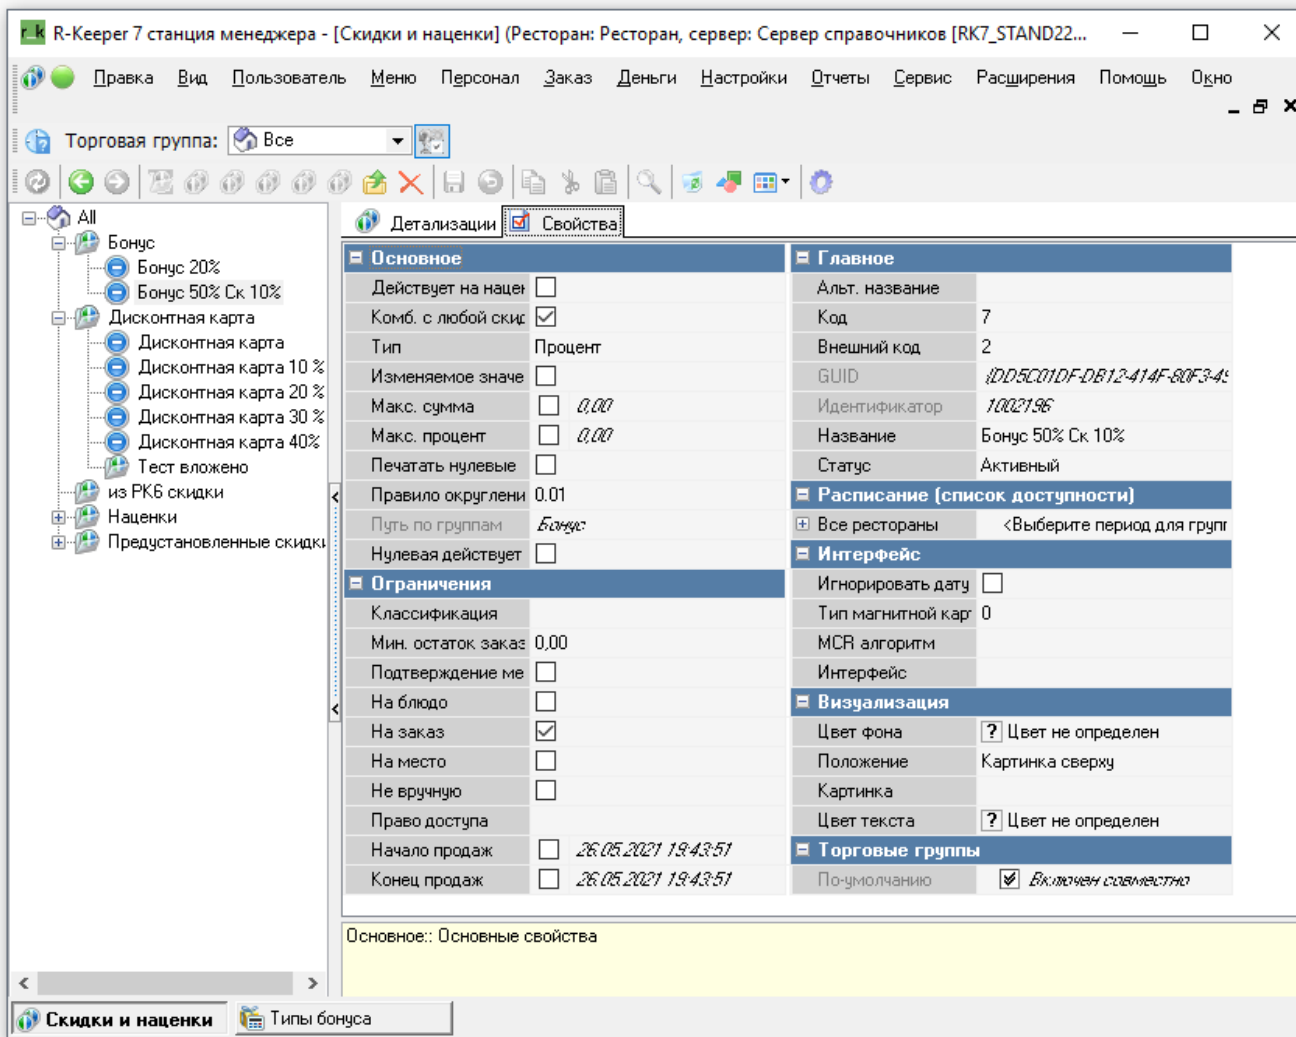 r_k R-Keeper 7 станция менеджера - [Скидки и наценки] (Ресторан: Ресторан, сервер: Сервер справочников [RK7_STAND22...
Правка Вид Пользователь Меню Персонал Заказ Деньги Настройки Отчеты Сервис Расширения Помощь Окно
Торговая группа: Все
All
Бонус
Бонус 20%
Бонус 50% Ск 10%
Дисконтная карта
Дисконтная карта
Дисконтная карта 10 %
Дисконтная карта 20 %
Дисконтная карта 30 %
Дисконтная карта 40%
Тест вложено
из РК6 скидки
Наценки
Предустановленные скидки
Детализации Свойства
Основное
Действует на нацен
Комб. с любой скид
Тип Процент
Изменяемое значе
Макс. сумма 0,00
Макс. процент 0,00
Печатать нулевые
Правило округлени 0.01
Путь по группам Бонус
Нулевая действует
Ограничения
Классификация
Мин. остаток заказ 0,00
Подтверждение ме
На блюдо
На заказ
На место
Не вручную
Право доступа
Начало продаж 26.05.2021 19:43:51
Конец продаж 26.05.2021 19:43:51
Главное
Альт. название
Код 7
Внешний код 2
GUID {DD5C01DF-DB12-414F-80F3-49
Идентификатор 1002196
Название Бонус 50% Ск 10%
Статус Активный
Расписание (список доступности)
Все рестораны <Выберите период для групп
Интерфейс
Игнорировать дату
Тип магнитной кар 0
MCR алгоритм
Интерфейс
Визуализация
Цвет фона ? Цвет не определен
Положение Картинка сверху
Картинка
Цвет текста ? Цвет не определен
Торговые группы
По-умолчанию Включен совместно
Основное:: Основные свойства
Скидки и наценки Типы бонуса